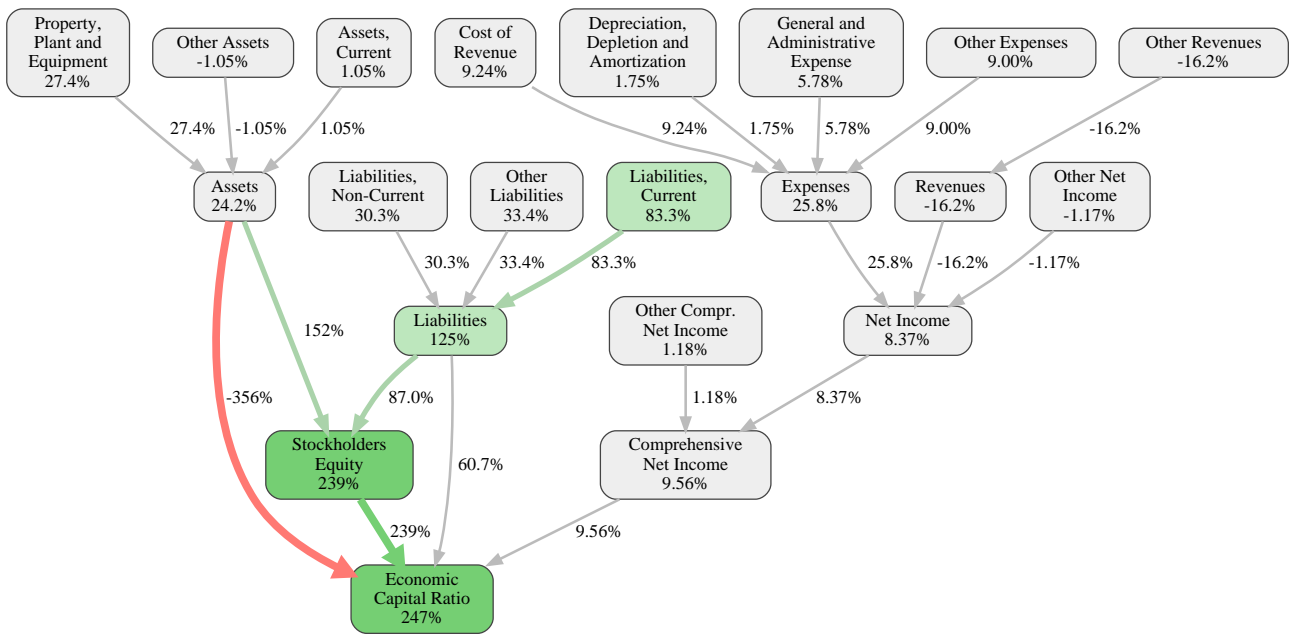 Property,
Plant and
Equipment
27.4%
Other Assets
-1.05%
Assets,
Current
1.05%
Cost of
Revenue
9.24%
Depreciation,
Depletion and
Amortization
1.75%
General and
Administrative
Expense
5.78%
Other Expenses
9.00%
Other Revenues
-16.2%
27.4%
-1.05%
1.05%
9.24%
1.75%
5.78%
9.00%
-16.2%
Assets
24.2%
Liabilities,
Non-Current
30.3%
Other
Liabilities
33.4%
Liabilities,
Current
83.3%
Expenses
25.8%
Revenues
-16.2%
Other Net
Income
-1.17%
30.3%
33.4%
83.3%
25.8%
-16.2%
-1.17%
152%
Liabilities
125%
Other Compr.
Net Income
1.18%
Net Income
8.37%
-356%
87.0%
1.18%
8.37%
Stockholders
Equity
239%
60.7%
Comprehensive
Net Income
9.56%
239%
9.56%
Economic
Capital Ratio
247%